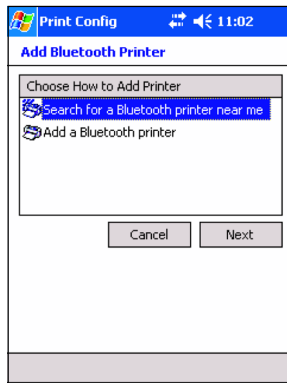 Print Config 11:02
Add Bluetooth Printer
Choose How to Add Printer
Search for a Bluetooth printer near me
Add a Bluetooth printer
Cancel Next